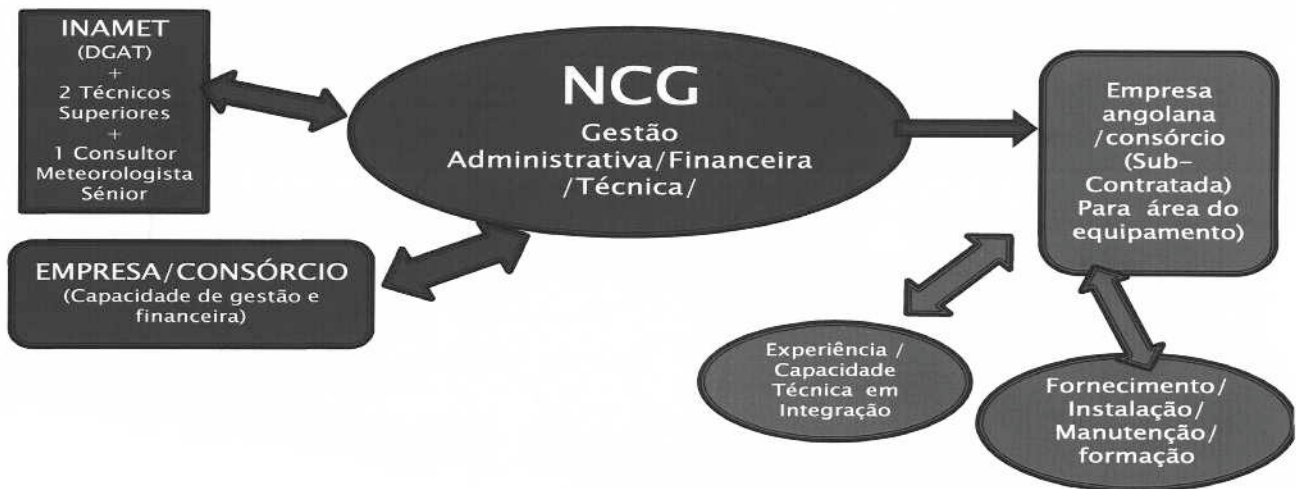 INAMET
(DGAT)
+
2 Técnicos
Superiores
+
1 Consultor
Meteorologista
Sénior
NCG
Gestão
Administrativa/Financeira
/Técnica/
Empresa
angolana
/consórcio
(Sub-
Contratada)
Para área do
equipamento)
EMPRESA/CONSÓRCIO
(Capacidade de gestão e
financeira)
Experiência /
Capacidade
Técnica em
Integração
Fornecimento/
Instalação/
Manutenção/
formação